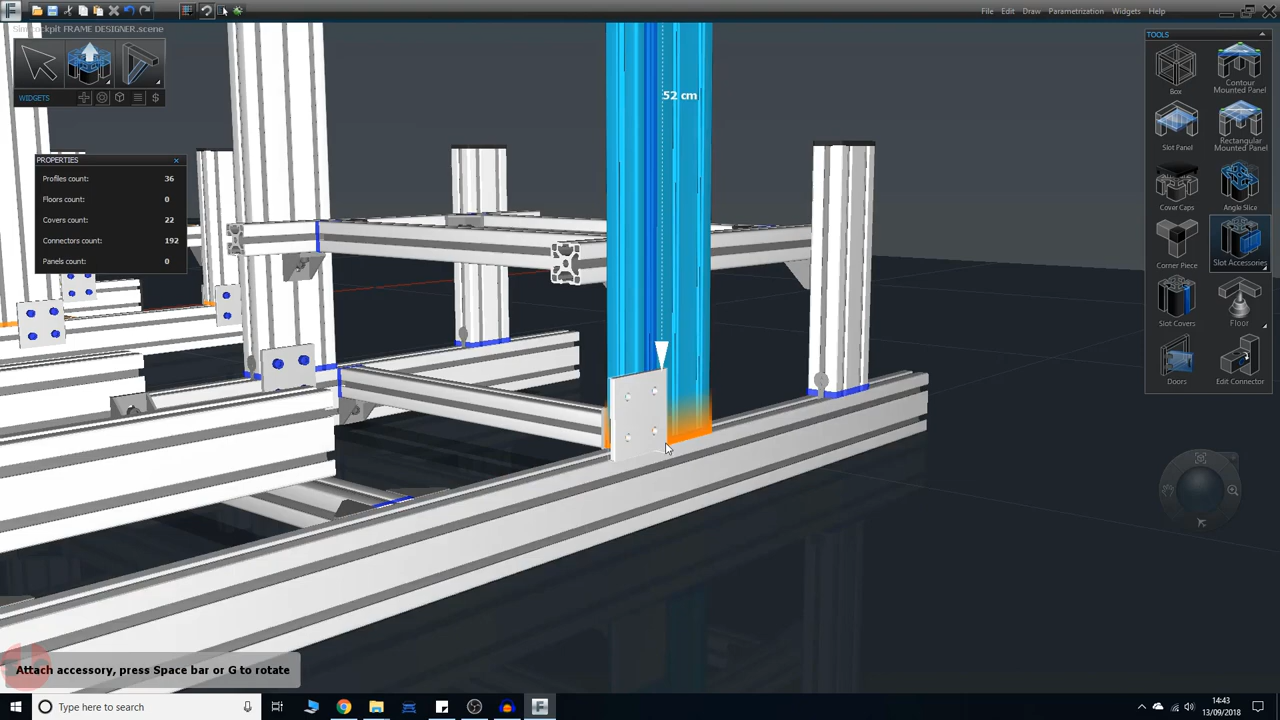 File Edit Draw Parametrization Widgets Help
Sim cockpit FRAME DESIGNER.scene
WIDGETS
$
PROPERTIES
Profiles count: 36
Floors count: 0
Covers count: 22
Connectors count: 192
Panels count: 0
52 cm
TOOLS
Box
Contour
Mounted Panel
Slot Panel
Rectangular
Mounted Panel
Cover Caps
Angle Slice
Corner Piece
Slot Accessories
Slot Covers
Floor
Doors
Edit Connector
Attach accessory, press Space bar or G to rotate
Type here to search
14:43
13/09/2018